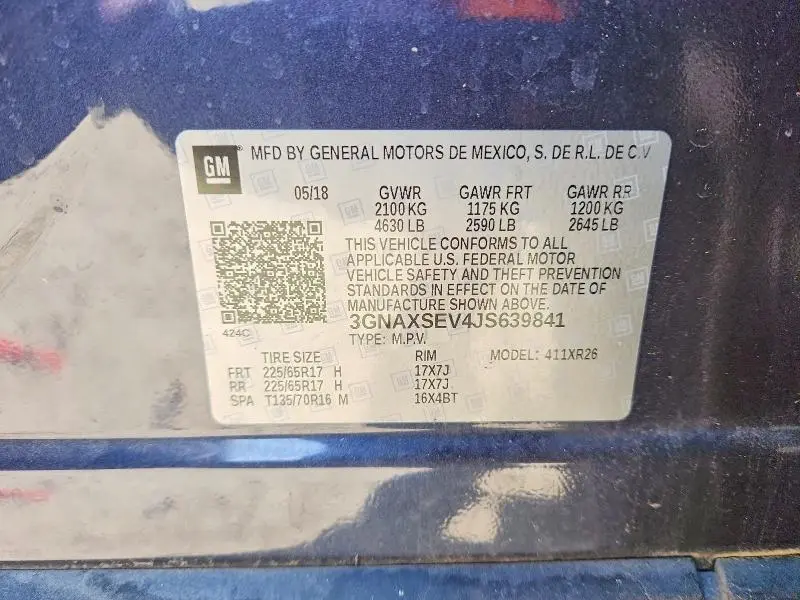 GM® MFD BY GENERAL MOTORS DE MEXICO, S. DE R.L. DE C.V
05/18 GVWR GAWR FRT GAWR RR
2100 KG 1175 KG 1200 KG
4630 LB 2590 LB 2645 LB
THIS VEHICLE CONFORMS TO ALL
APPLICABLE U.S. FEDERAL MOTOR
VEHICLE SAFETY AND THEFT PREVENTION
STANDARDS IN EFFECT ON THE DATE OF
MANUFACTURE SHOWN ABOVE.
3GNAXSEV4JS639841
424C
TYPE: M.P.V.
TIRE SIZE RIM MODEL: 411XR26
FRT 225/65R17 H 17X7J
RR 225/65R17 H 17X7J
SPA T135/70R16 M 16X4BT